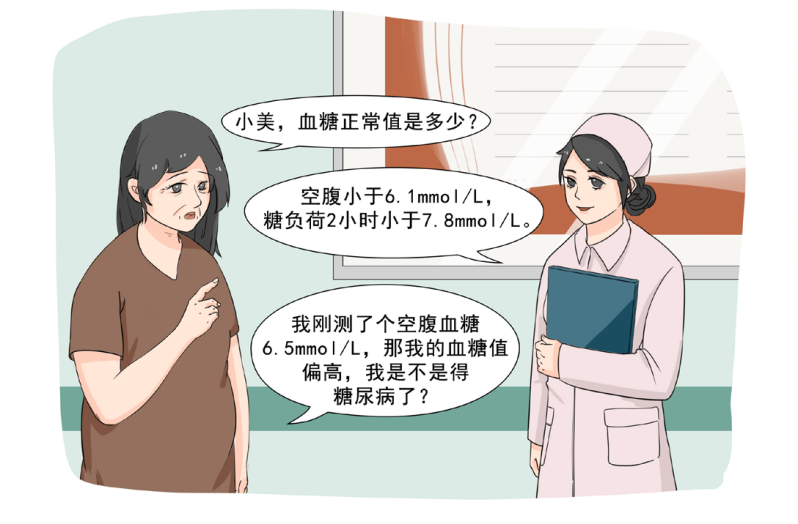 小美，血糖正常值是多少？
空腹小于6.1mmol/L，
糖负荷2小时小于7.8mmol/L。
我刚测了个空腹血糖
6.5mmol/L，那我的血糖值
偏高，我是不是得
糖尿病了？